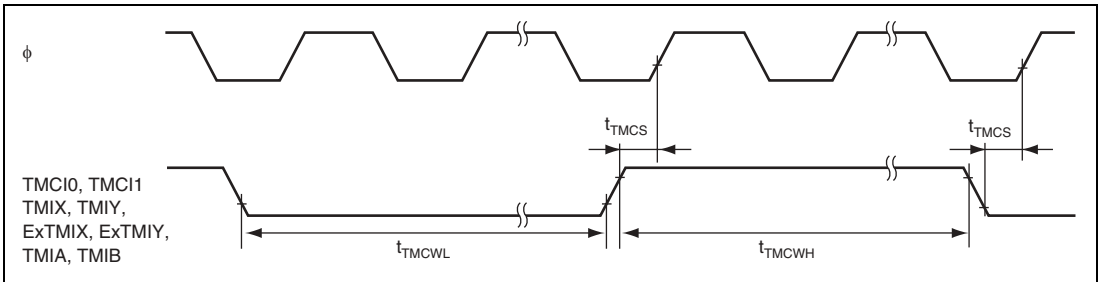 ϕ
tTMCS
tTMCS
TMCI0, TMCI1
TMIX, TMIY,
ExTMIX, ExTMIY,
TMIA, TMIB
tTMCWL
tTMCWH